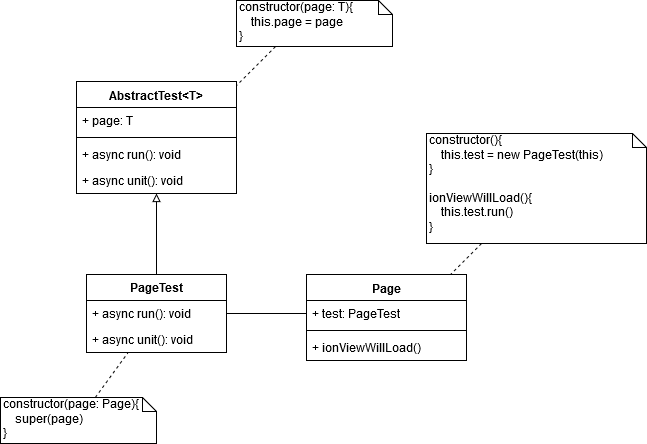 constructor(page: T){
this.page = page
}
AbstractTest<T>
+ page: T
+ async run(): void
+ async unit(): void
constructor(){
this.test = new PageTest(this)
}
ionViewWillLoad(){
this.test.run()
}
PageTest
+ async run(): void
+ async unit(): void
Page
+ test: PageTest
+ ionViewWillLoad()
constructor(page: Page){
super(page)
}